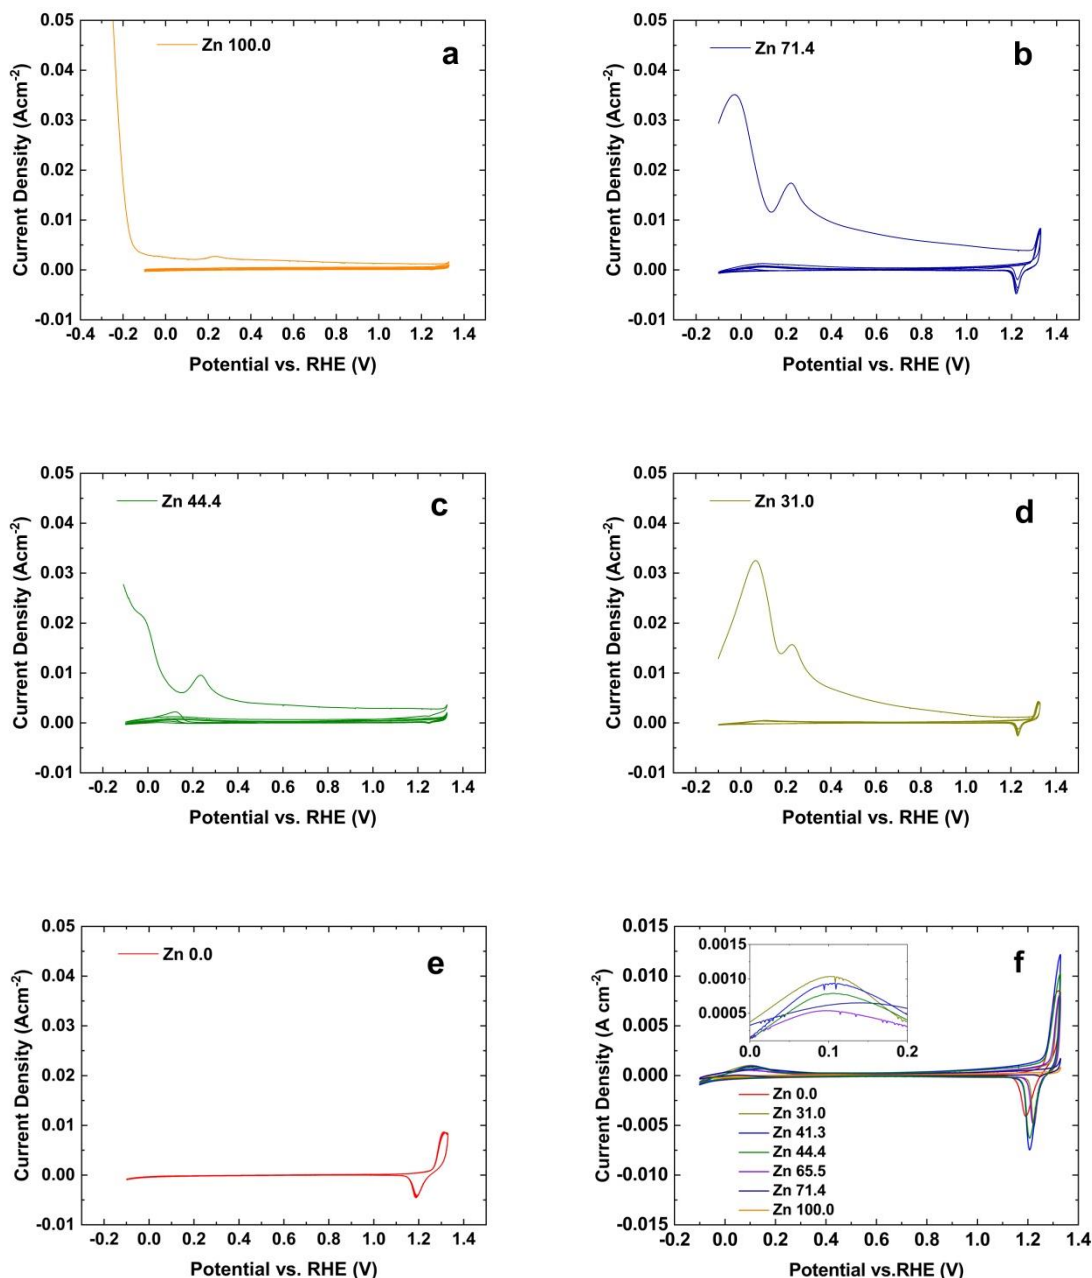 Zn 100.0
a
0.05
0.04
0.03
0.02
0.01
0.00
-0.01
Current Density (Acm-2)
-0.4 -0.2 0.0 0.2 0.4 0.6 0.8 1.0 1.2 1.4
Potential vs. RHE (V)
Zn 71.4
b
0.05
0.04
0.03
0.02
0.01
0.00
-0.01
Current Density (Acm-2)
-0.2 0.0 0.2 0.4 0.6 0.8 1.0 1.2 1.4
Potential vs. RHE (V)
Zn 44.4
c
0.05
0.04
0.03
0.02
0.01
0.00
-0.01
Current Density (Acm-2)
-0.2 0.0 0.2 0.4 0.6 0.8 1.0 1.2 1.4
Potential vs. RHE (V)
Zn 31.0
d
0.05
0.04
0.03
0.02
0.01
0.00
-0.01
Current Density (Acm-2)
-0.2 0.0 0.2 0.4 0.6 0.8 1.0 1.2 1.4
Potential vs. RHE (V)
Zn 0.0
e
0.05
0.04
0.03
0.02
0.01
0.00
-0.01
Current Density (Acm-2)
-0.2 0.0 0.2 0.4 0.6 0.8 1.0 1.2 1.4
Potential vs. RHE (V)
f
0.015
0.010
0.005
0.000
-0.005
-0.010
-0.015
Current Density (A cm-2)
0.0015
0.0010
0.0005
0.0 0.1 0.2
Zn 0.0
Zn 31.0
Zn 41.3
Zn 44.4
Zn 65.5
Zn 71.4
Zn 100.0
-0.2 0.0 0.2 0.4 0.6 0.8 1.0 1.2 1.4
Potential vs.RHE (V)